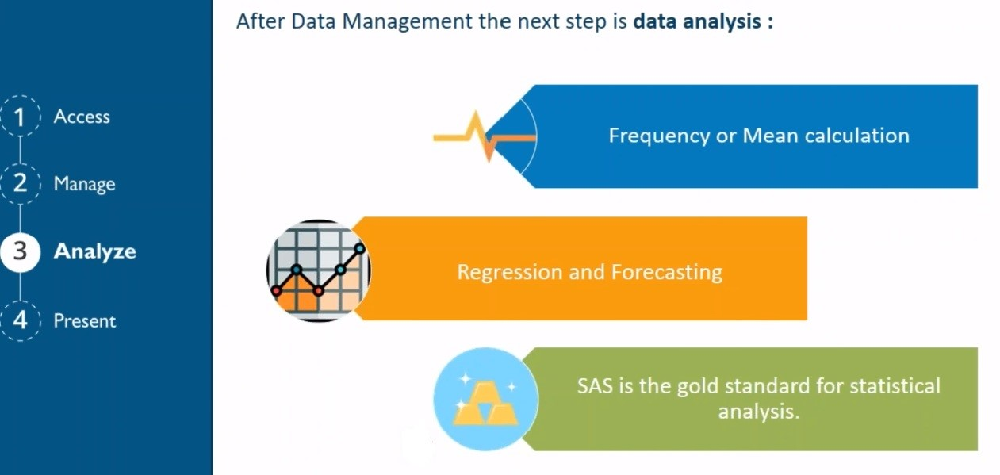 After Data Management the next step is data analysis :
1 Access
2 Manage
3 Analyze
4 Present
Frequency or Mean calculation
Regression and Forecasting
SAS is the gold standard for statistical
analysis.